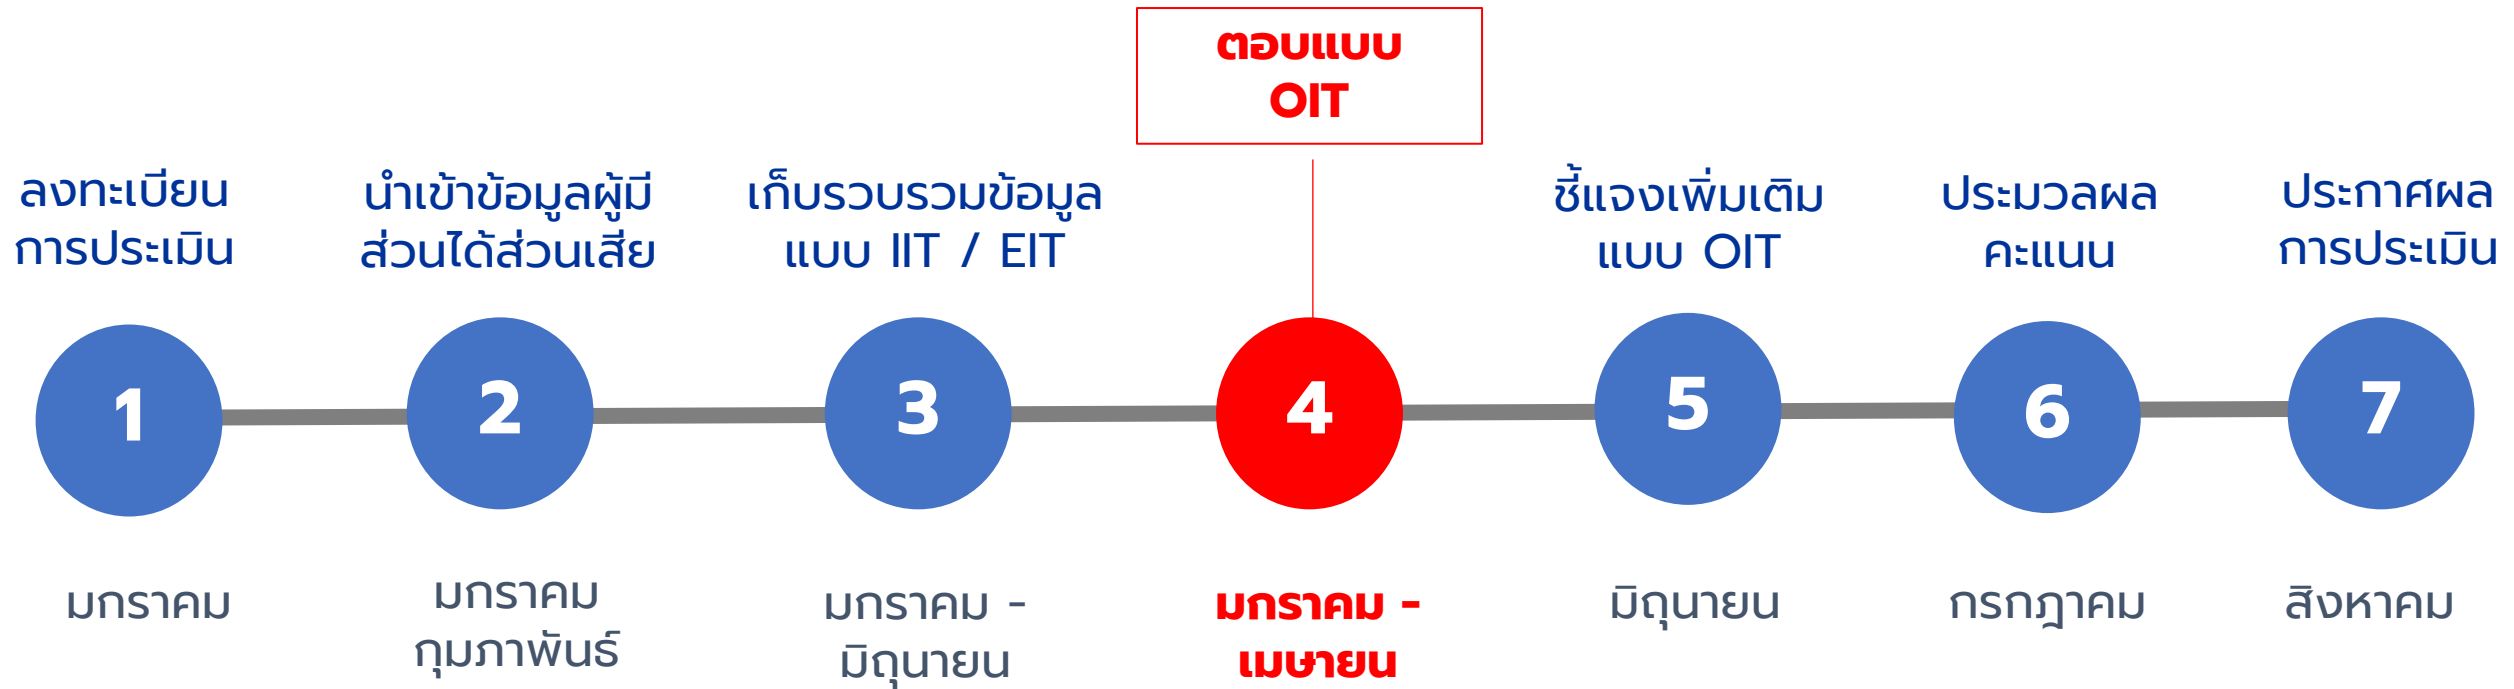 ตอบแบบ
OIT
ลงทะเบียน
การประเมิน
นำเข้าข้อมูลผู้มี
ส่วนได้ส่วนเสีย
เก็บรวบรวมข้อมูล
แบบ IIT / EIT
ชี้แจงเพิ่มเติม
แบบ OIT
ประมวลผล
คะแนน
ประกาศผล
การประเมิน
1
2
3
4
5
6
7
มกราคม
มกราคม
กุมภาพันธ์
มกราคม -
มิถุนายน
มกราคม -
เมษายน
มิถุนายน
กรกฎาคม
สิงหาคม